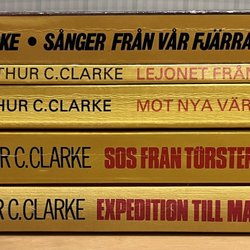 KE • SÅNGER FRÅN VÅR FJÄRRA
THUR C.CLARKE LEJONET FRÅN
HUR C.CLARKE MOT NYA VÄR
R C.CLARKE SOS FRÅN TÖRSTEN
R C.CLARKE EXPEDITION TILL MA